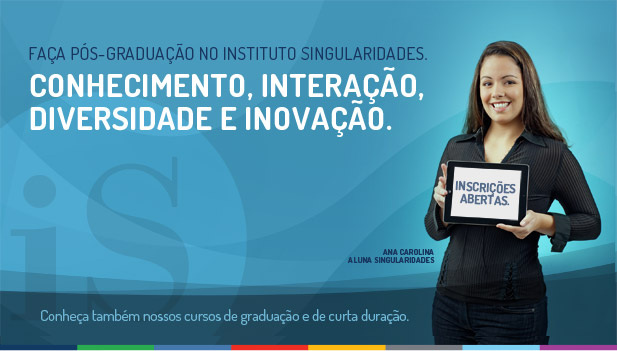 FAÇA PÓS-GRADUAÇÃO NO INSTITUTO SINGULARIDADES.
CONHECIMENTO, INTERAÇÃO,
DIVERSIDADE E INOVAÇÃO.
INSCRIÇÕES
ABERTAS.
ANA CAROLINA
ALUNA SINGULARIDADES
iS
Conheça também nossos cursos de graduação e de curta duração.